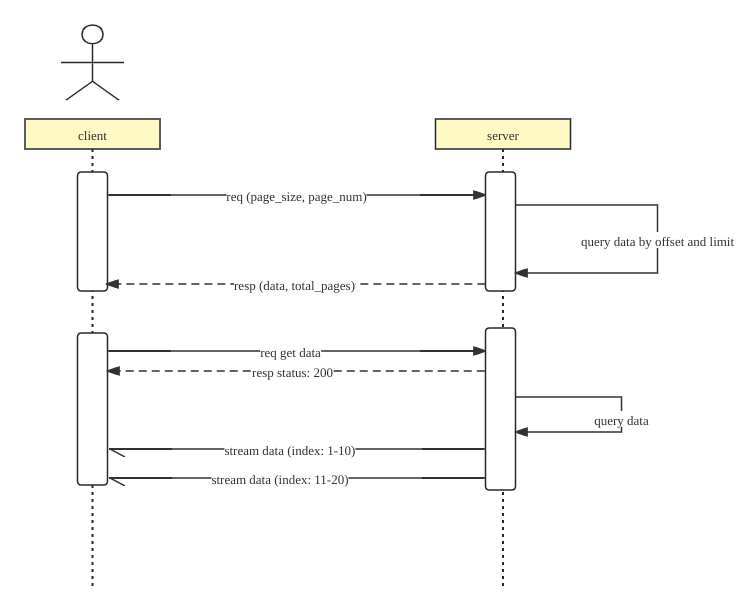 client
server
req (page_size, page_num)
query data by offset and limit
resp (data, total_pages)
req get data
resp status: 200
query data
stream data (index: 1-10)
stream data (index: 11-20)